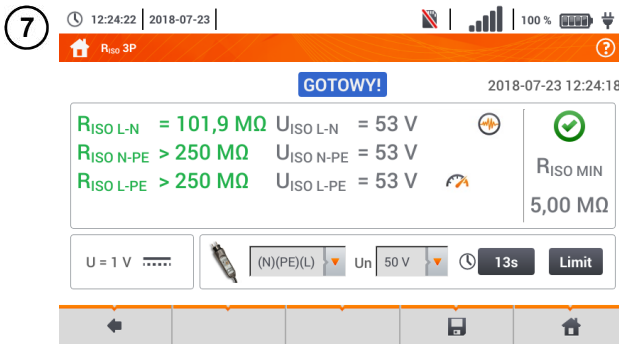 7
12:24:22 2018-07-23 100 %
RISO 3P ?
GOTOWY! 2018-07-23 12:24:18
RISO L-N = 101,9 MΩ UISO L-N = 53 V
RISO N-PE > 250 MΩ UISO N-PE = 53 V
RISO L-PE > 250 MΩ UISO L-PE = 53 V
RISO MIN
5,00 MΩ
U = 1 V (N)(PE)(L) Un 50 V 13s Limit